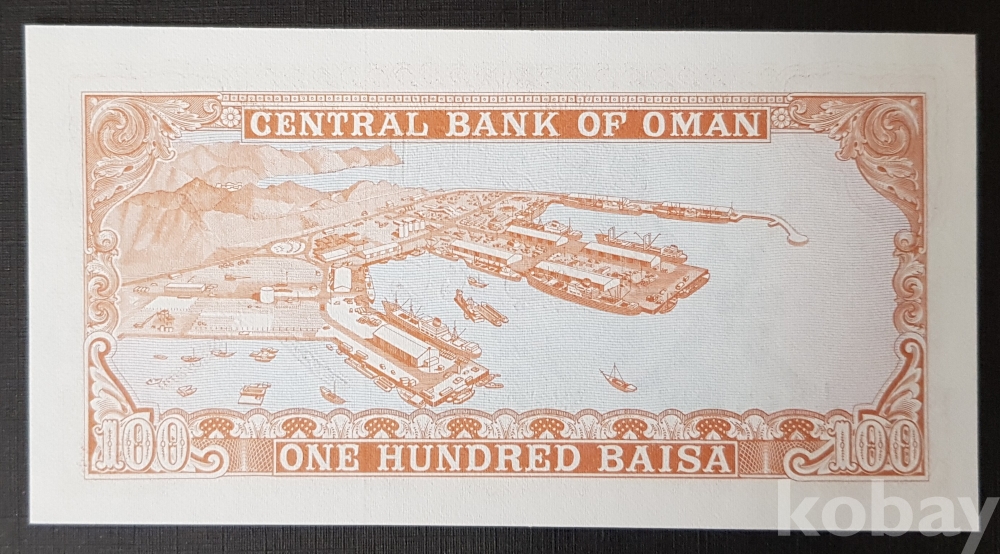 CENTRAL BANK OF OMAN
100
ONE HUNDRED BAISA
100
kobay